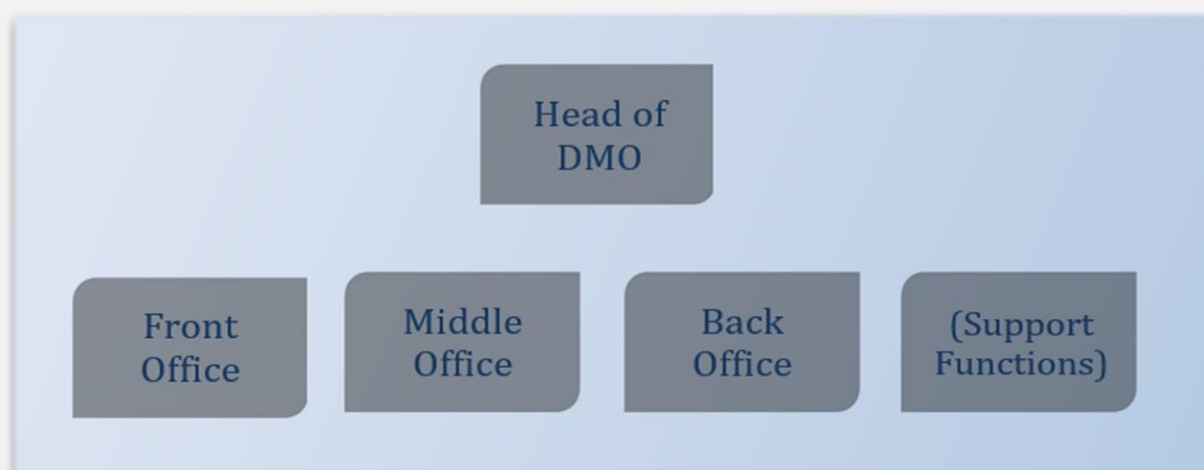 Head of
DMO
Front
Office
Middle
Office
Back
Office
(Support
Functions)